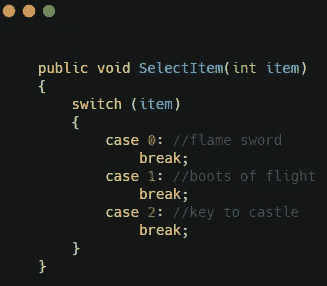 public void SelectItem(int item)
{
    switch (item)
    {
        case 0: //flame sword
            break;
        case 1: //boots of flight
            break;
        case 2: //key to castle
            break;
    }
}